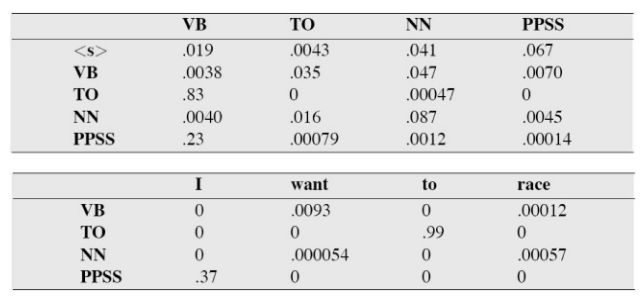 VB TO NN PPSS
<s> .019 .0043 .041 .067
VB .0038 .035 .047 .0070
TO .83 0 .00047 0
NN .0040 .016 .087 .0045
PPSS .23 .00079 .0012 .00014
I want to race
VB 0 .0093 0 .00012
TO 0 0 .99 0
NN 0 .000054 0 .00057
PPSS .37 0 0 0